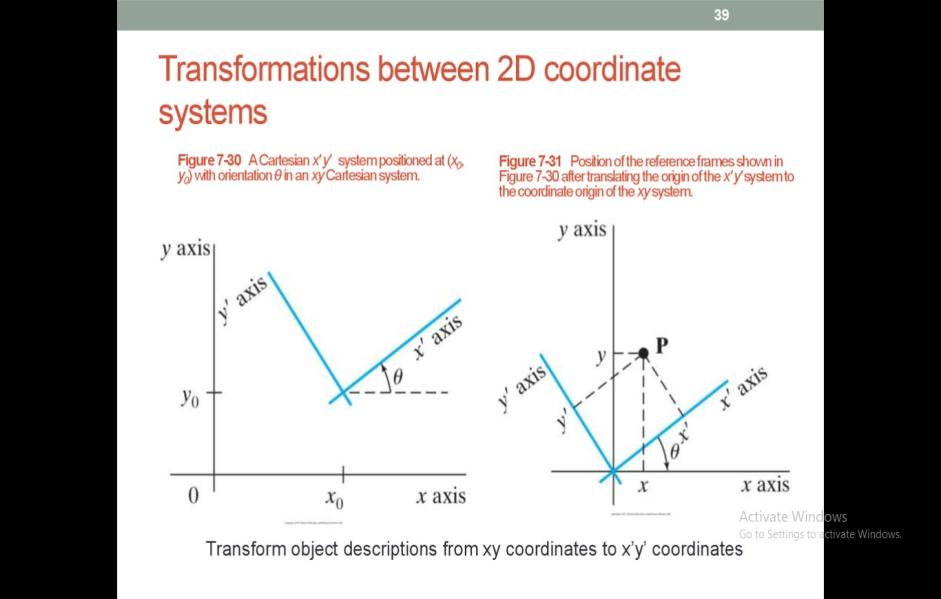 39
Transformations between 2D coordinate
systems
Figure 7-30 A Cartesian x'y' system positioned at (x0,
y0) with orientation θ in an xy Cartesian system.
Figure 7-31 Position of the reference frames shown in
Figure 7-30 after translating the origin of the x'y' system to
the coordinate origin of the xy system.
y axis
y' axis
x' axis
θ
y0
0
x0
x axis
y axis
y
P
y' axis
y'
x' axis
x'
θ
x
x axis
Activate Windows
Go to Settings to activate Windows.
Transform object descriptions from xy coordinates to x'y' coordinates